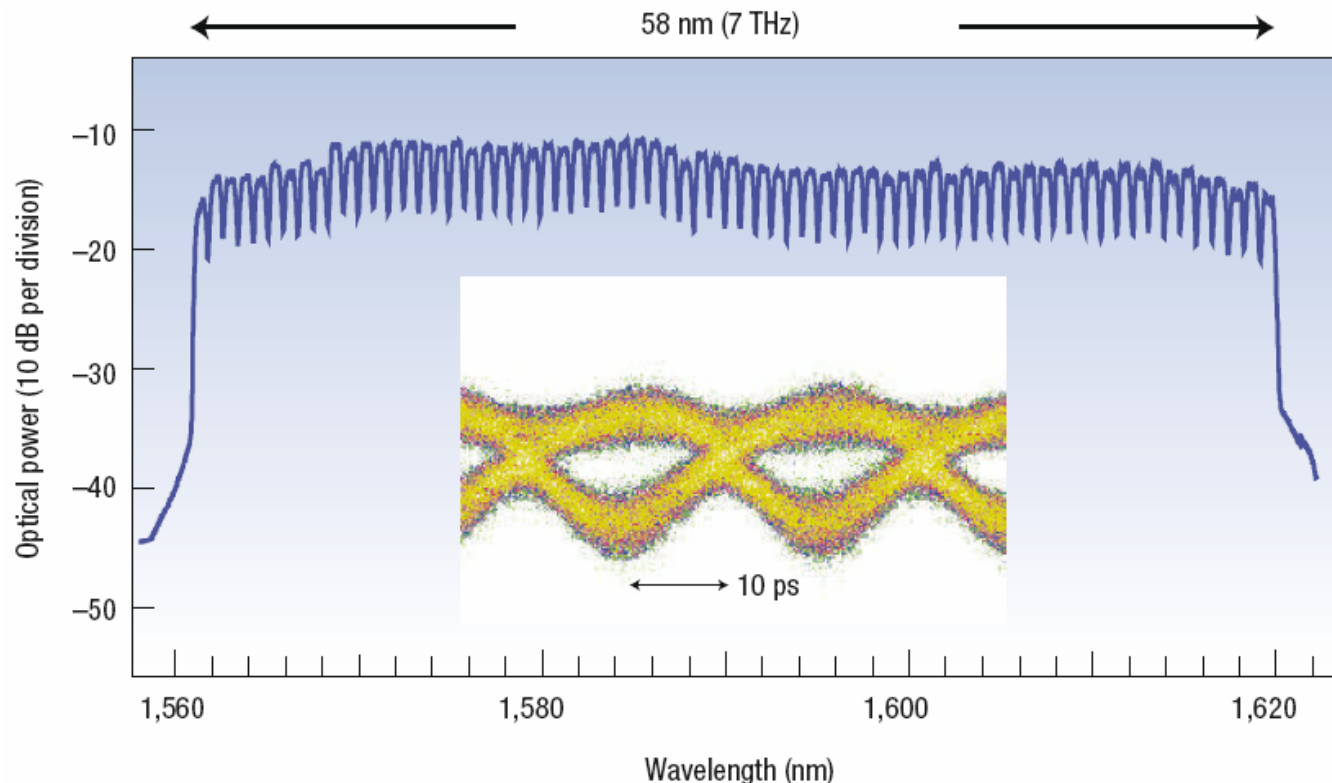 58 nm (7 THz)
Optical power (10 dB per division)
–10
–20
–30
–40
–50
10 ps
1,560 1,580 1,600 1,620
Wavelength (nm)